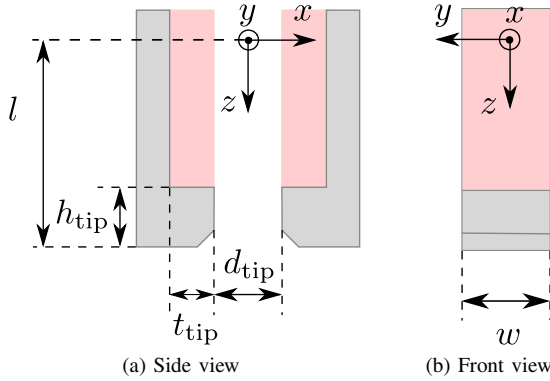 y x
y x
z
z
l
h_tip
d_tip
t_tip
w
(a) Side view
(b) Front view